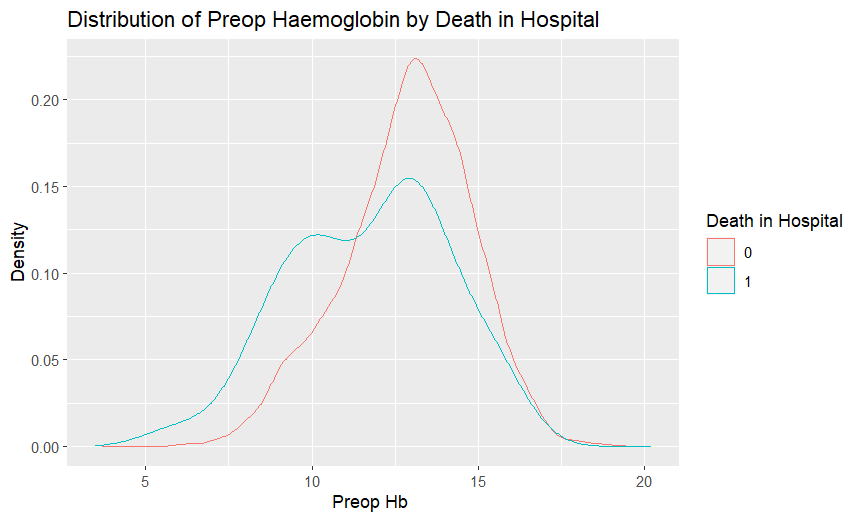 Distribution of Preop Haemoglobin by Death in Hospital
0.20
0.15
0.10
0.05
0.00
Density
5
10
15
20
Preop Hb
Death in Hospital
0
1